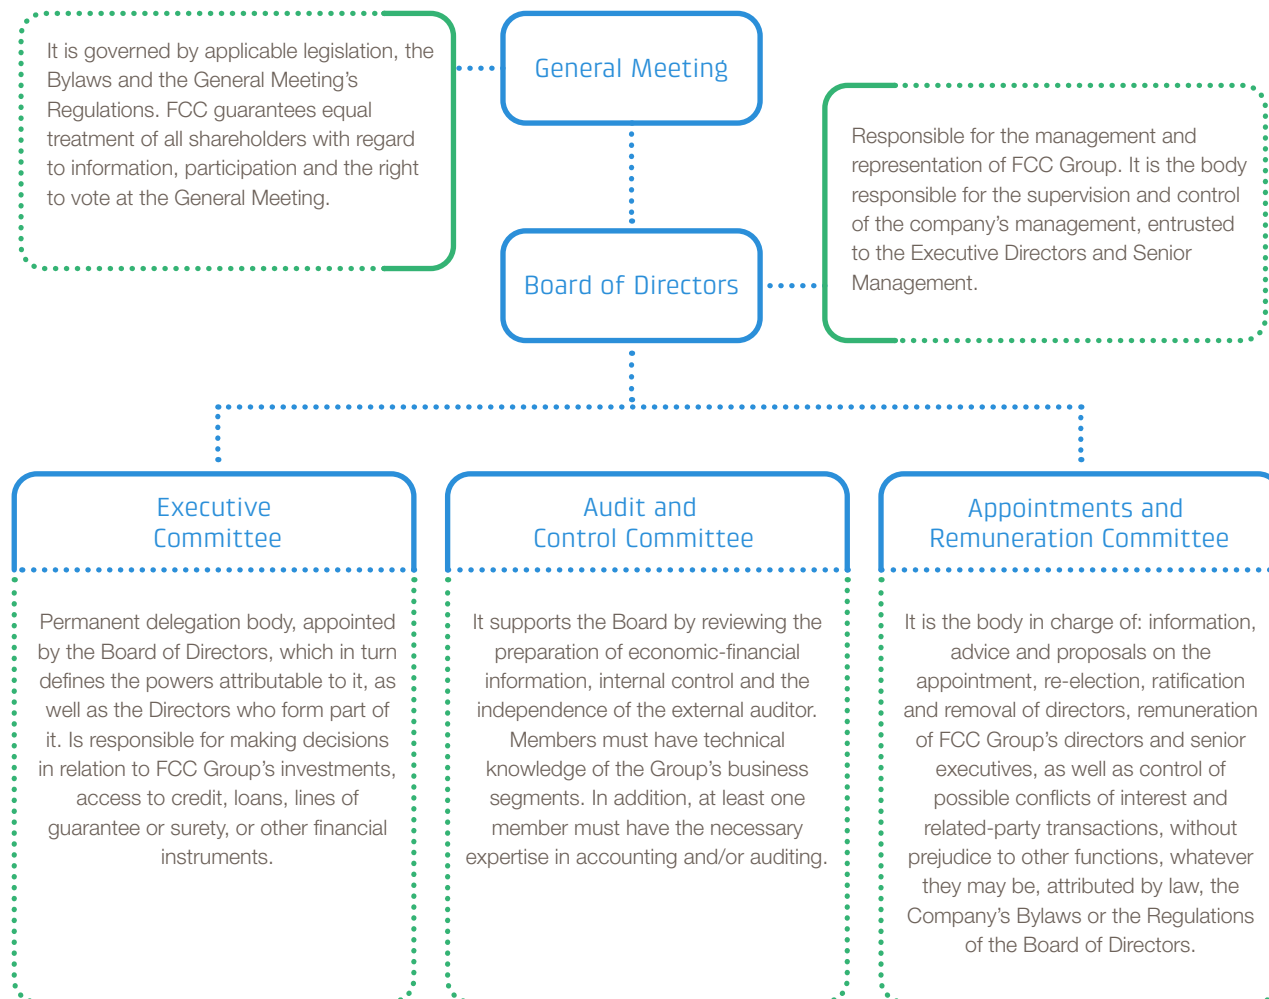 It is governed by applicable legislation, the
Bylaws and the General Meeting's
Regulations. FCC guarantees equal
treatment of all shareholders with regard
to information, participation and the right
to vote at the General Meeting.
General Meeting
Responsible for the management and
representation of FCC Group. It is the body
responsible for the supervision and control
of the company's management, entrusted
to the Executive Directors and Senior
Management.
Board of Directors
Executive
Committee
Permanent delegation body, appointed
by the Board of Directors, which in turn
defines the powers attributable to it, as
well as the Directors who form part of
it. Is responsible for making decisions
in relation to FCC Group's investments,
access to credit, loans, lines of
guarantee or surety, or other financial
instruments.
Audit and
Control Committee
It supports the Board by reviewing the
preparation of economic-financial
information, internal control and the
independence of the external auditor.
Members must have technical
knowledge of the Group's business
segments. In addition, at least one
member must have the necessary
expertise in accounting and/or auditing.
Appointments and
Remuneration Committee
It is the body in charge of: information,
advice and proposals on the
appointment, re-election, ratification
and removal of directors, remuneration
of FCC Group's directors and senior
executives, as well as control of
possible conflicts of interest and
related-party transactions, without
prejudice to other functions, whatever
they may be, attributed by law, the
Company's Bylaws or the Regulations
of the Board of Directors.